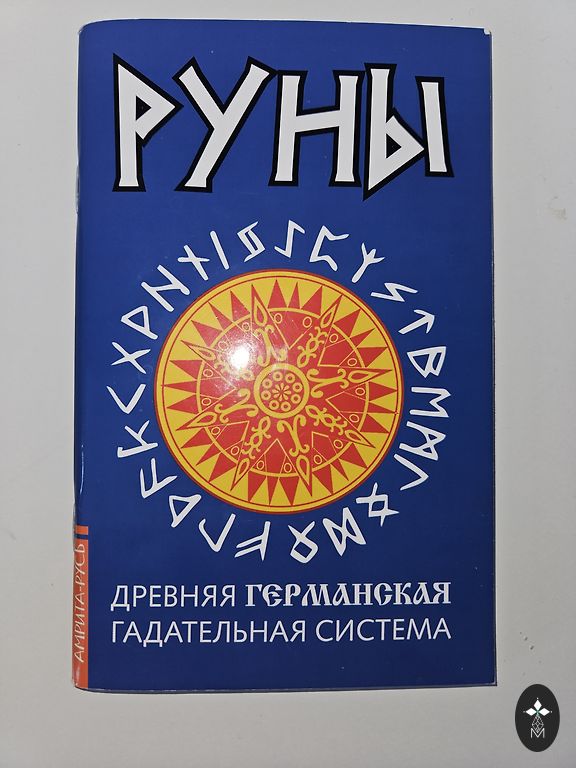 РУНЫ
ДРЕВНЯЯ ГЕРМАНСКАЯ
ГАДАТЕЛЬНАЯ СИСТЕМА
АМРИТА-РУСЬ